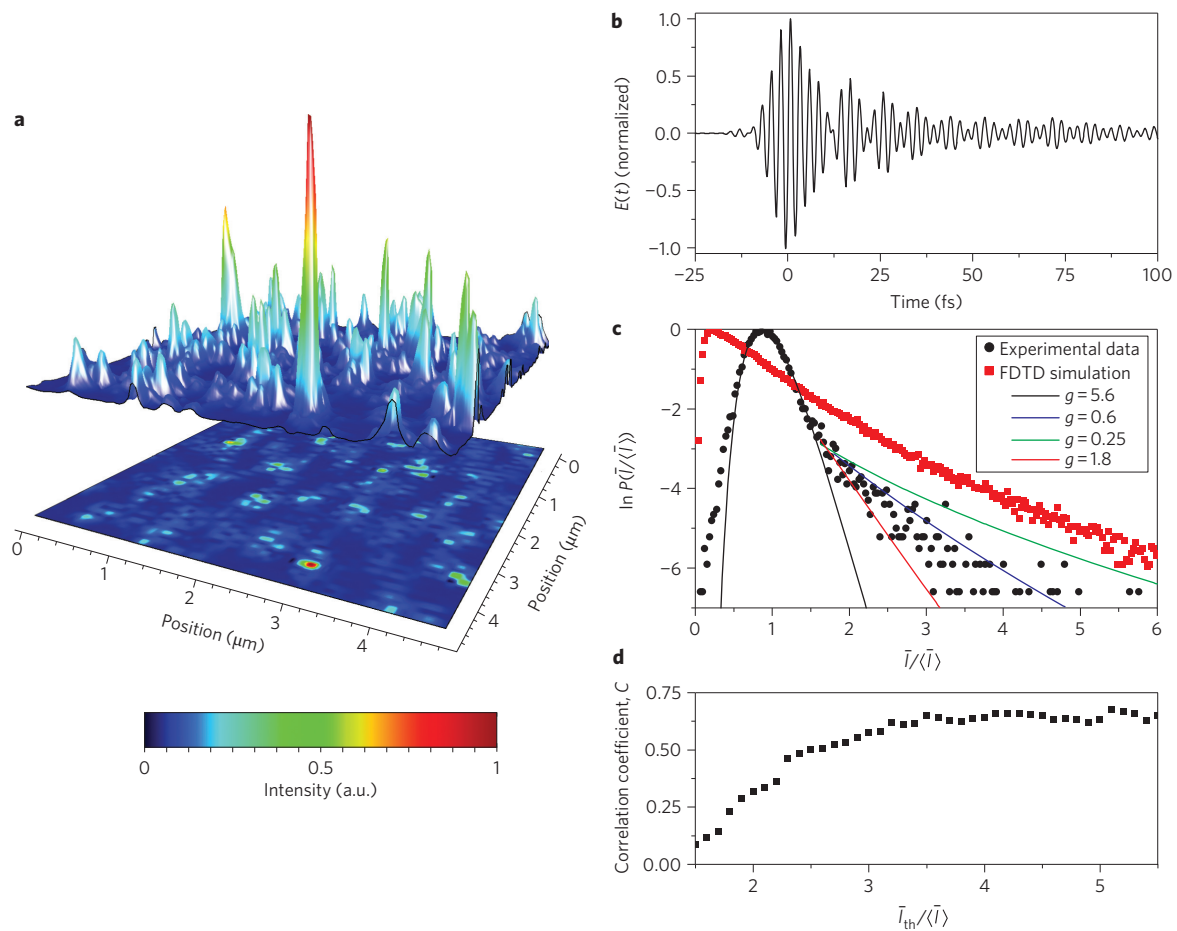 a
0
1
2
3
4
Position (μm)
0
1
2
3
4
Position (μm)
0
0.5
1
Intensity (a.u.)
b
1.0
0.5
0.0
−0.5
−1.0
E(t) (normalized)
−25
0
25
50
75
100
Time (fs)
c
0
−2
−4
−6
ln P̄(Ī/⟨Ī⟩)
Experimental data
FDTD simulation
g = 5.6
g = 0.6
g = 0.25
g = 1.8
0
1
2
3
4
5
6
Ī/⟨Ī⟩
d
0.75
0.50
0.25
0.00
Correlation coefficient, C
2
3
4
5
Īth/⟨Ī⟩